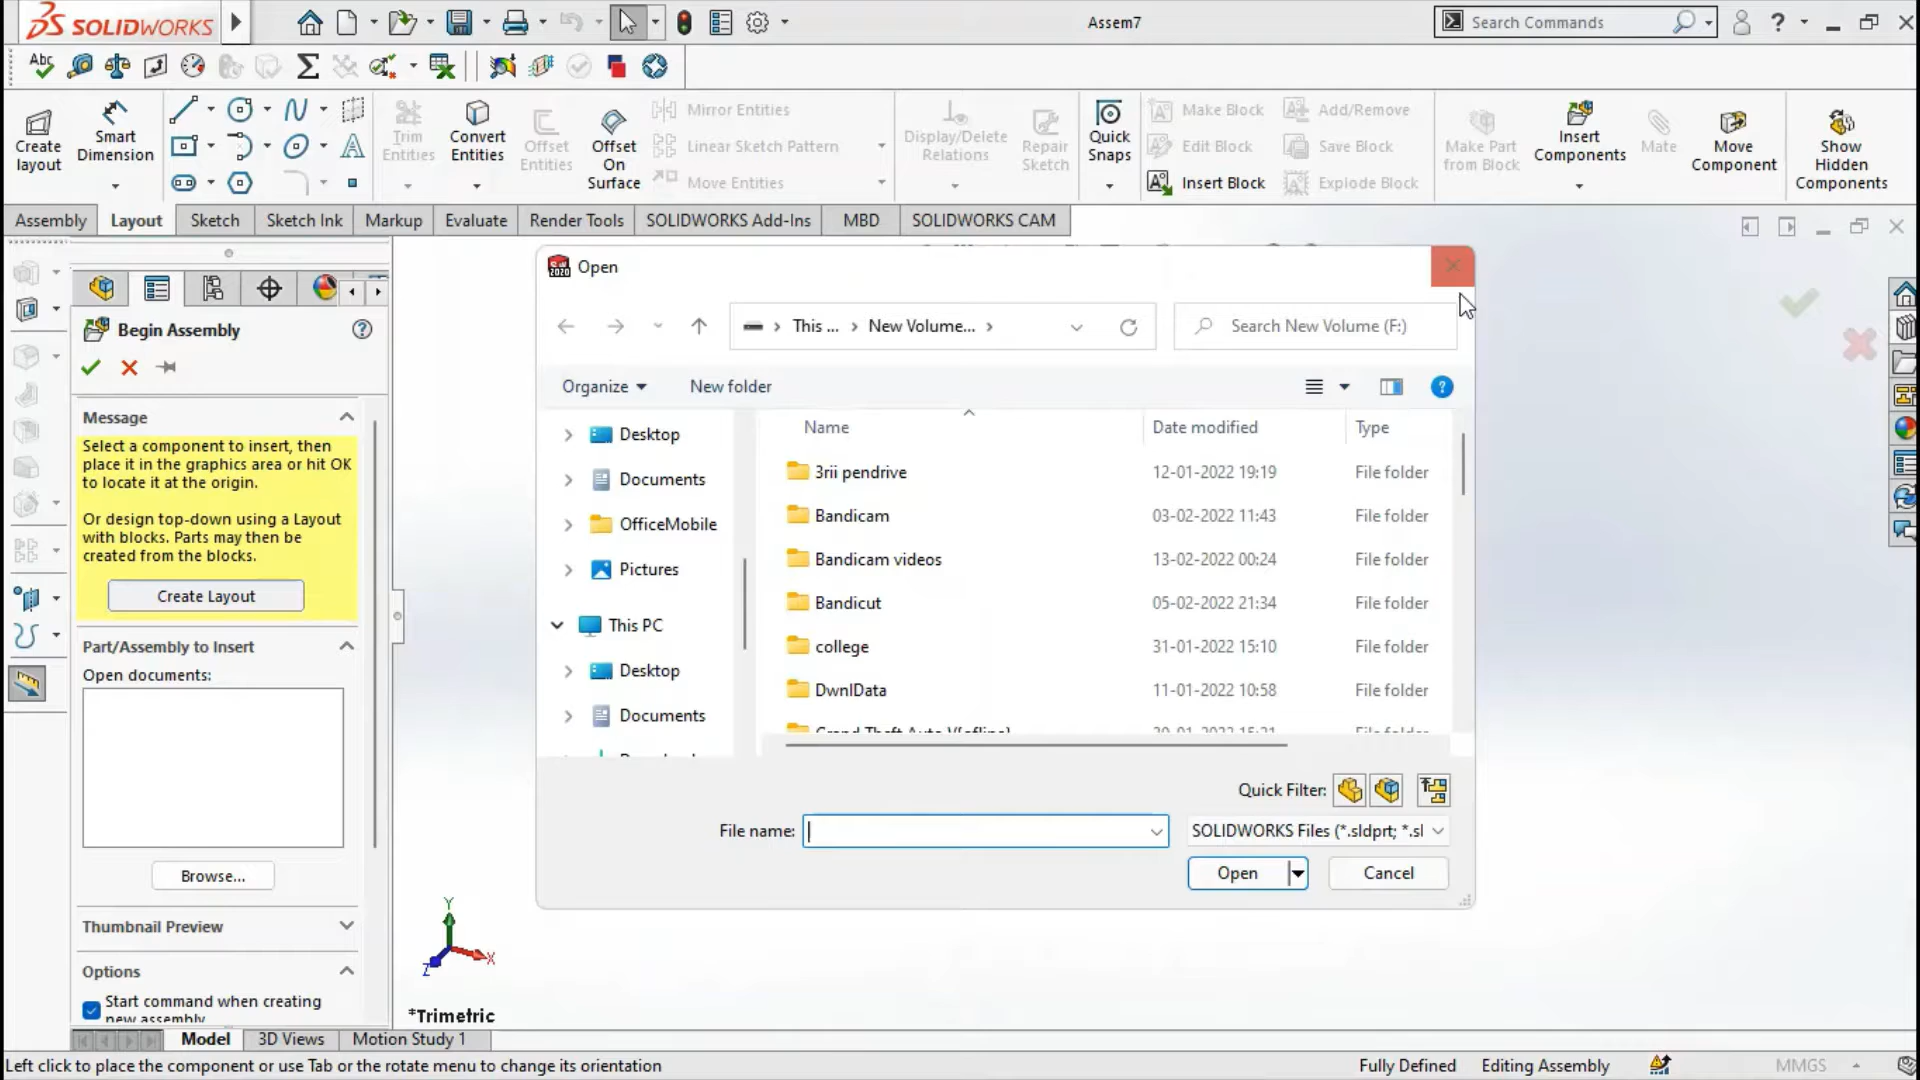 SOLIDWORKS
Assem7
Search Commands
Abc
Create layout
Smart Dimension
Trim Entities
Convert Entities
Offset Entities
Offset On Surface
Mirror Entities
Linear Sketch Pattern
Move Entities
Display/Delete Relations
Repair Sketch
Quick Snaps
Make Block
Edit Block
Insert Block
Add/Remove
Save Block
Explode Block
Make Part from Block
Insert Components
Mate
Move Component
Show Hidden Components
Assembly
Layout
Sketch
Sketch Ink
Markup
Evaluate
Render Tools
SOLIDWORKS Add-Ins
MBD
SOLIDWORKS CAM
Begin Assembly
Message
Select a component to insert, then
place it in the graphics area or hit OK
to locate it at the origin.
Or design top-down using a Layout
with blocks. Parts may then be
created from the blocks.
Create Layout
Part/Assembly to Insert
Open documents:
Browse...
Thumbnail Preview
Options
Start command when creating
new assembly
2020
Open
This ...
New Volume...
Search New Volume (F:)
Organize
New folder
Desktop
Documents
OfficeMobile
Pictures
This PC
Desktop
Documents
Name Date modified Type
3rii pendrive 12-01-2022 19:19 File folder
Bandicam 03-02-2022 11:43 File folder
Bandicam videos 13-02-2022 00:24 File folder
Bandicut 05-02-2022 21:34 File folder
college 31-01-2022 15:10 File folder
DwnlData 11-01-2022 10:58 File folder
Quick Filter:
File name:
SOLIDWORKS Files (*.sldprt; *.sl
Open
Cancel
Y
X
Z
*Trimetric
Model
3D Views
Motion Study 1
Left click to place the component or use Tab or the rotate menu to change its orientation
Fully Defined
Editing Assembly
MMGS